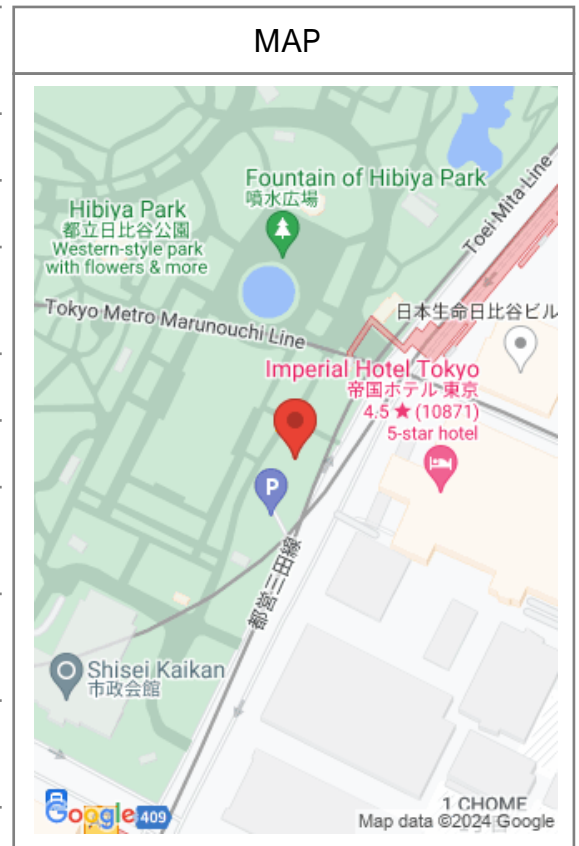 MAP
Fountain of Hibiya Park
噴水広場
Hibiya Park
都立日比谷公園
Western-style park
with flowers & more
Toei Mita Line
Tokyo Metro Marunouchi Line
日本生命日比谷ビル
Imperial Hotel Tokyo
帝国ホテル 東京
4.5 ★ (10871)
5-star hotel
P
都営三田線
Shisei Kaikan
市政会館
Google
409
1 CHOME
Map data ©2024 Google